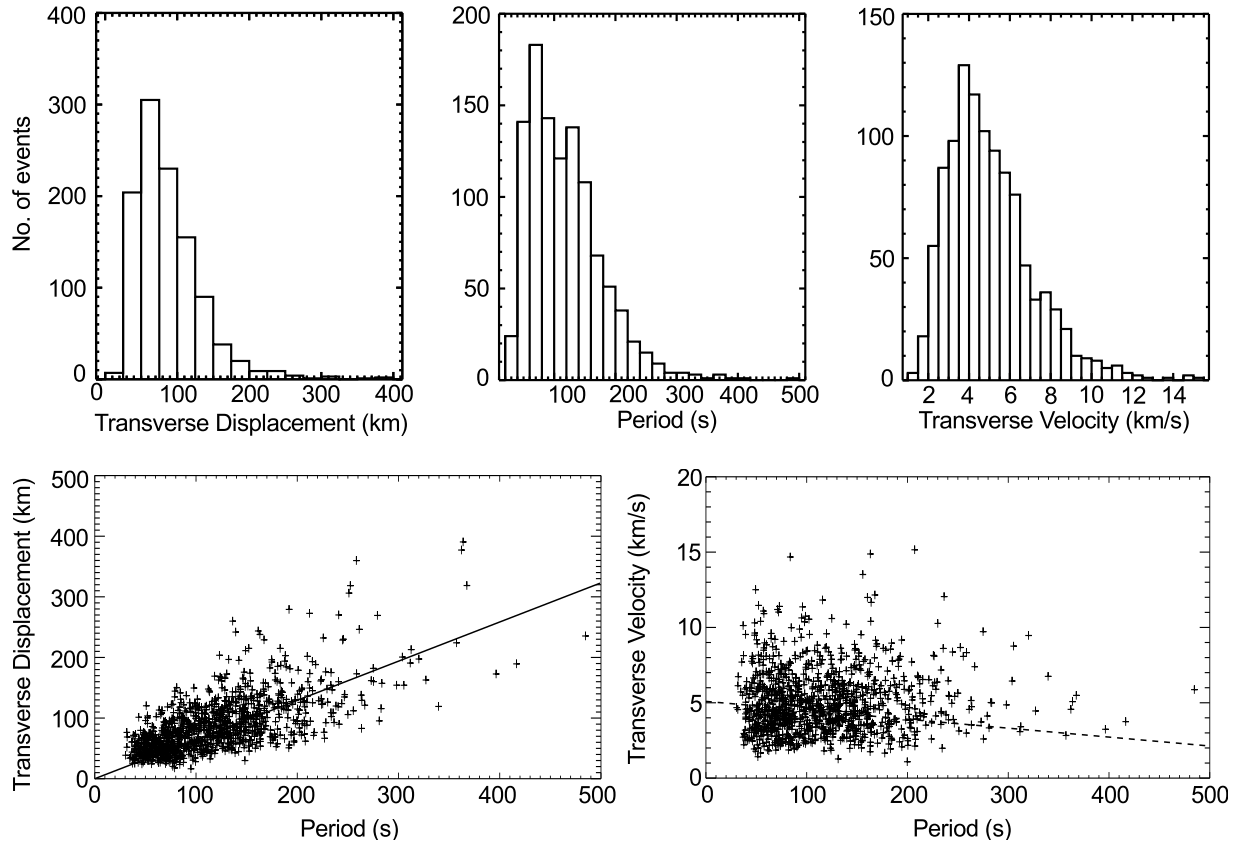 400
300
200
100
0
No. of events
100 200 300 400
Transverse Displacement (km)
200
150
100
50
0
100 200 300 400 500
Period (s)
150
100
50
0
2 4 6 8 10 12 14
Transverse Velocity (km/s)
500
400
300
200
100
0
Transverse Displacement (km)
0 100 200 300 400 500
Period (s)
20
15
10
5
0
Transverse Velocity (km/s)
0 100 200 300 400 500
Period (s)